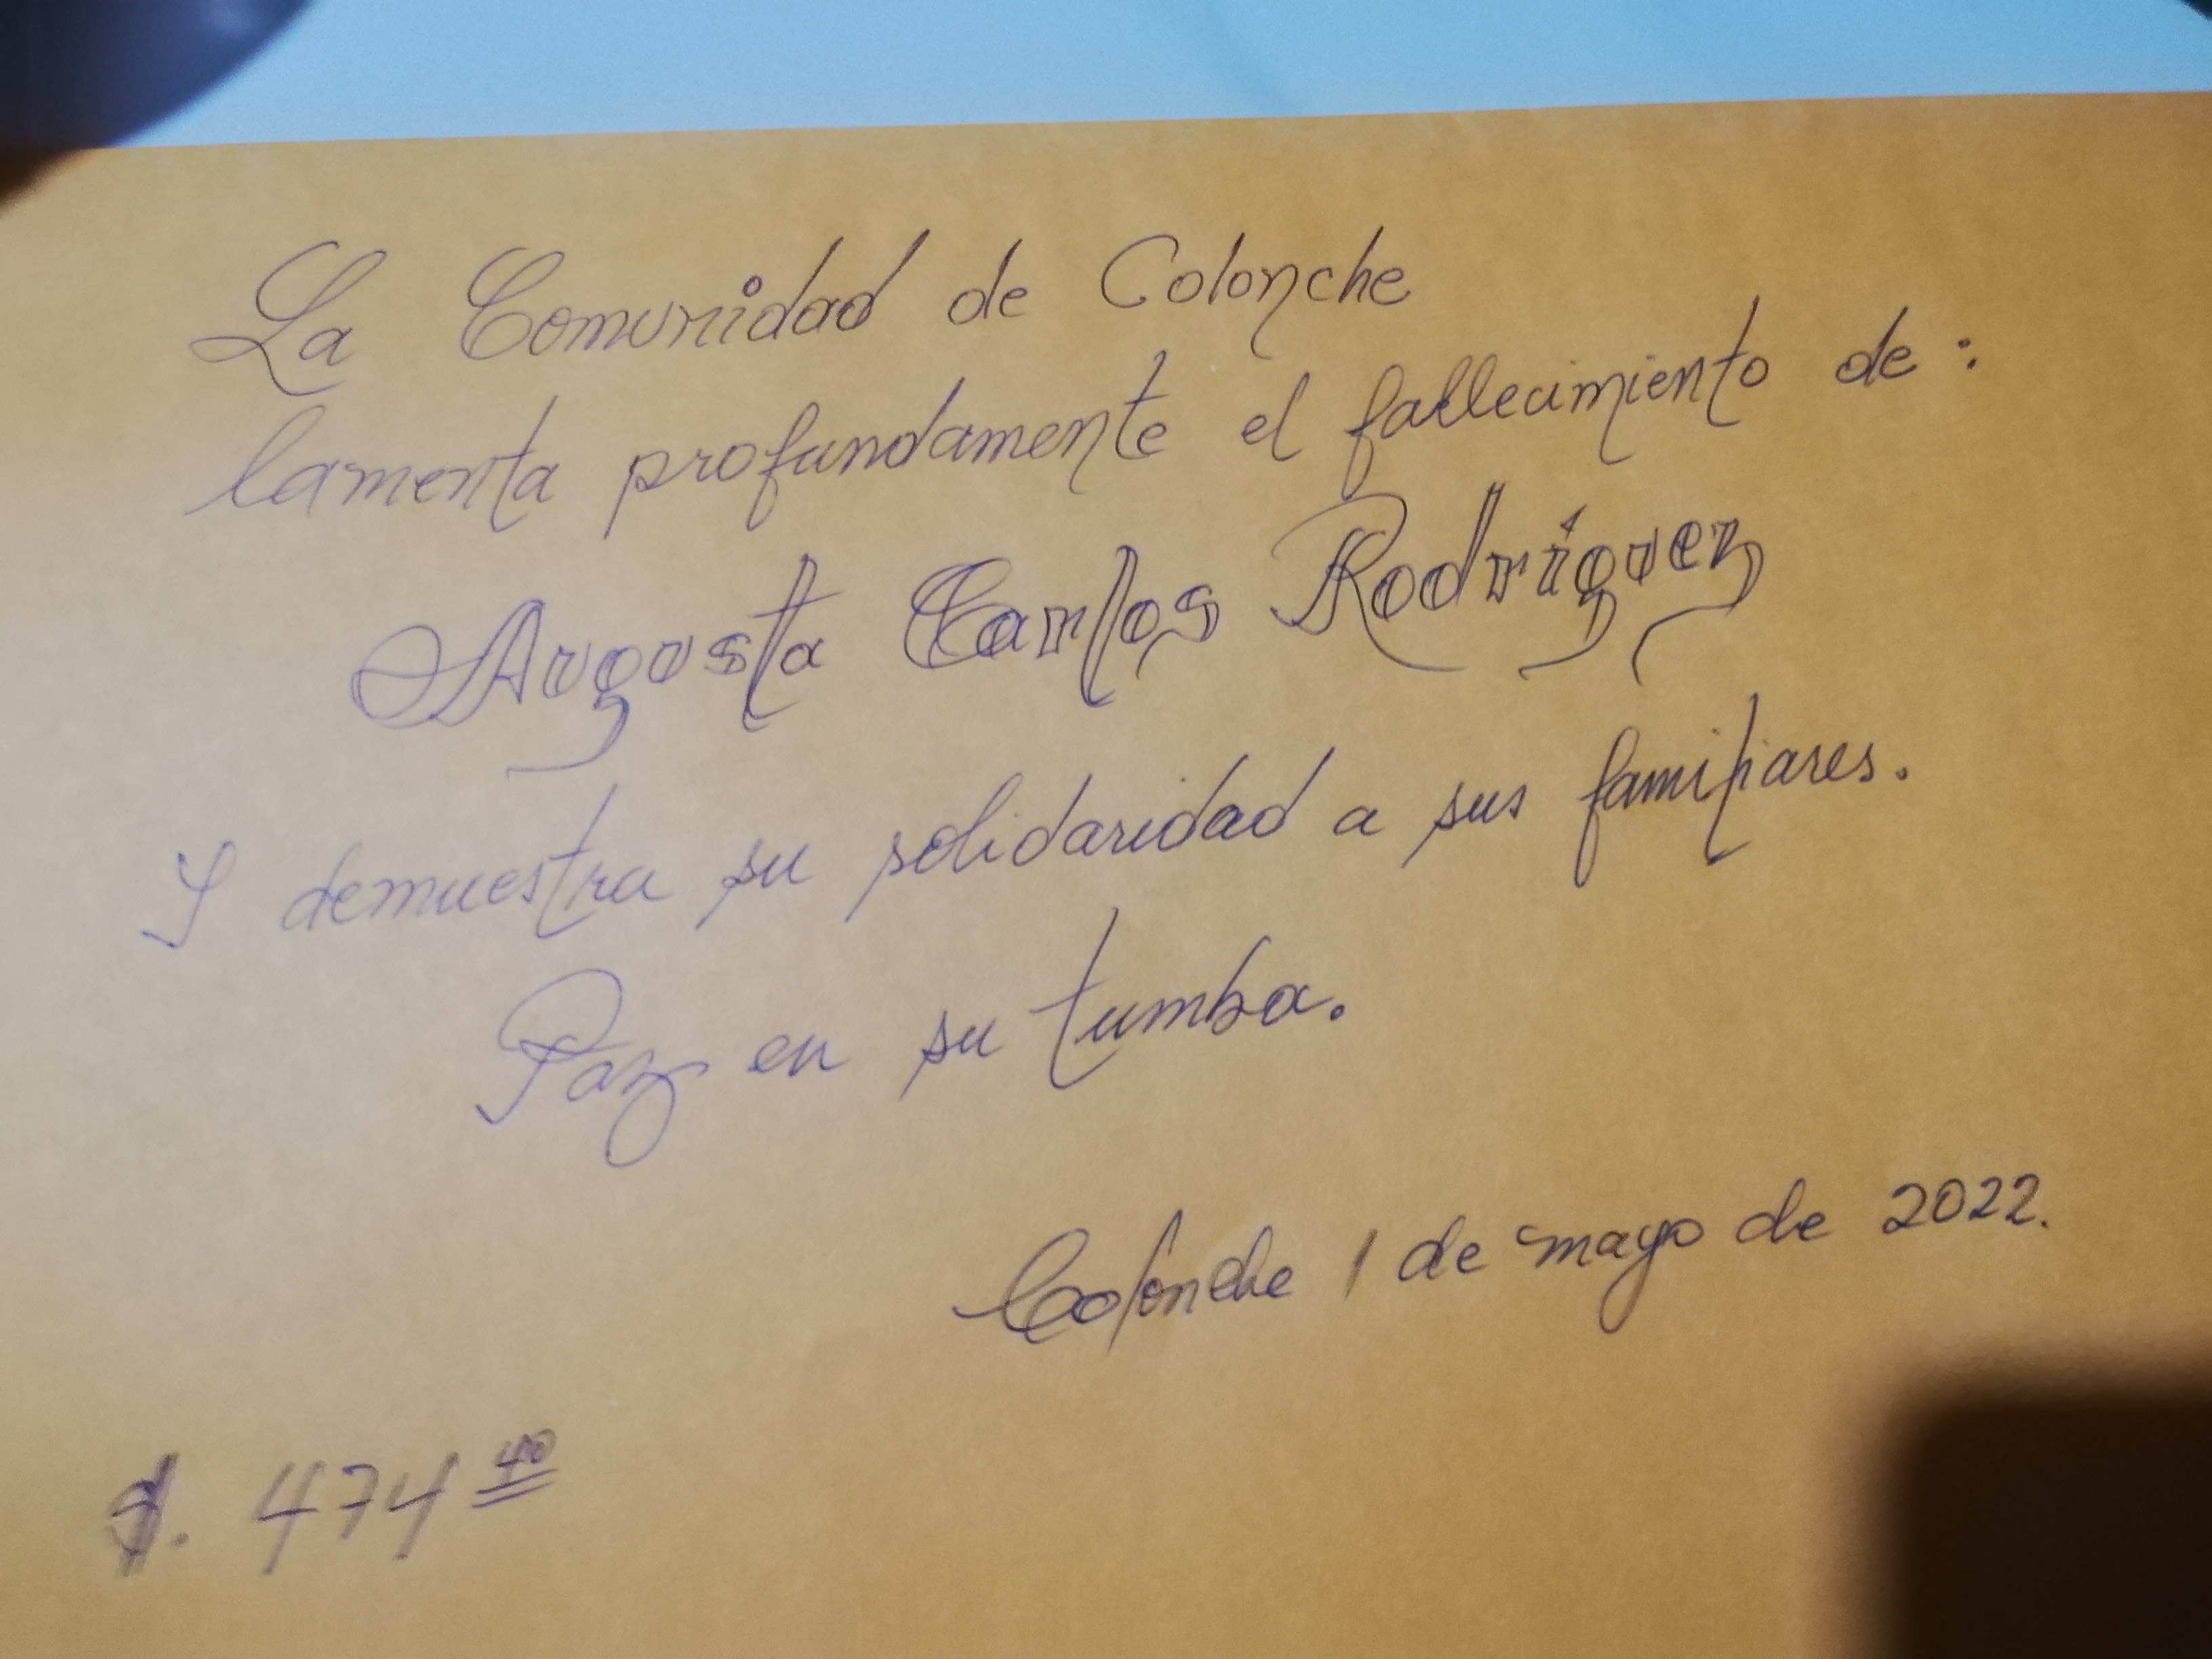 La Comunidad de Colonche
lamenta profundamente el fallecimiento de:
Augusta Carlos Rodríguez
Y demuestra su solidaridad a sus familiares.
Paz en su tumba.
Colonche 1 de mayo de 2022.
$. 474 40